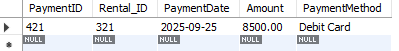 PaymentID Rental_ID PaymentDate Amount PaymentMethod
421 321 2025-09-25 8500.00 Debit Card
NULL NULL NULL NULL NULL